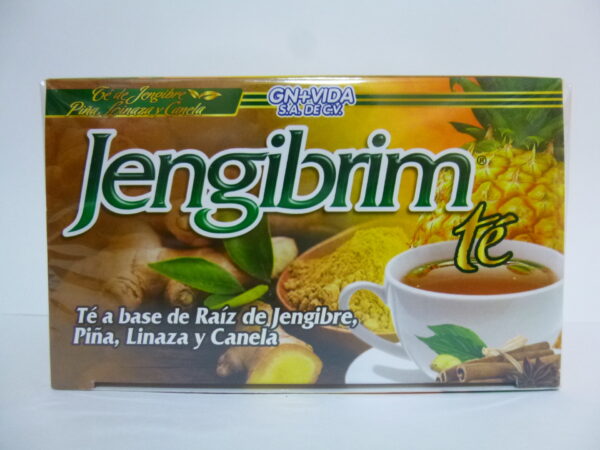 Té de Jengibre
Piña, Linaza y Canela
GN+VIDA
S.A. DE C.V.
Jengibrim®
té
Té a base de Raíz de Jengibre,
Piña, Linaza y Canela